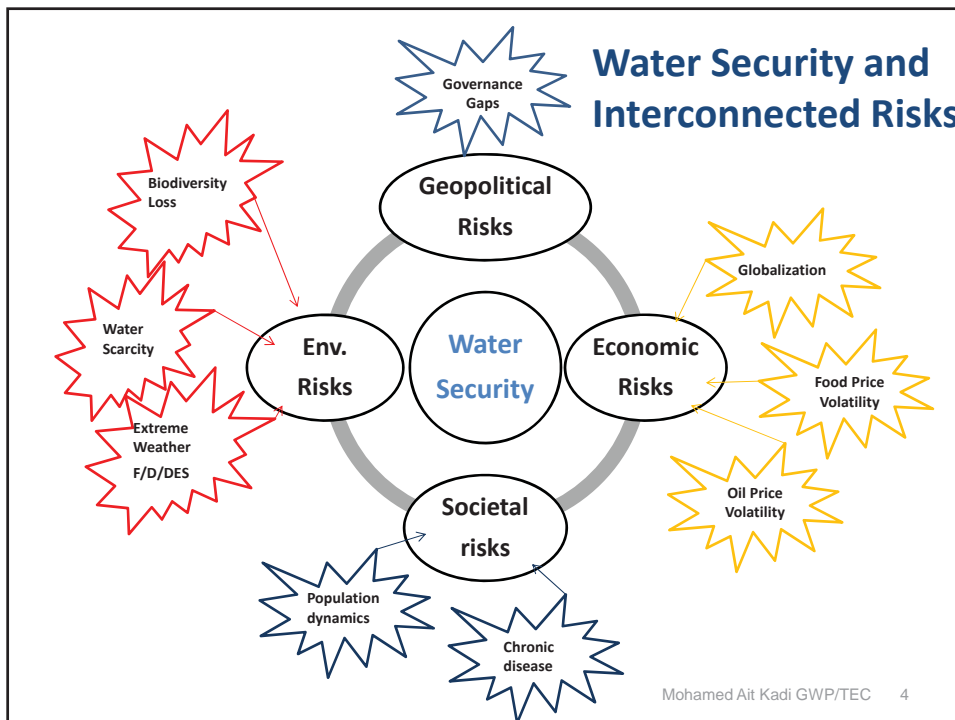 Water Security and
Interconnected Risks
Governance
Gaps
Geopolitical
Risks
Biodiversity
Loss
Globalization
Water
Scarcity
Env.
Risks
Water
Security
Economic
Risks
Food Price
Volatility
Extreme
Weather
F/D/DES
Oil Price
Volatility
Societal
risks
Population
dynamics
Chronic
disease
Mohamed Ait Kadi GWP/TEC 4